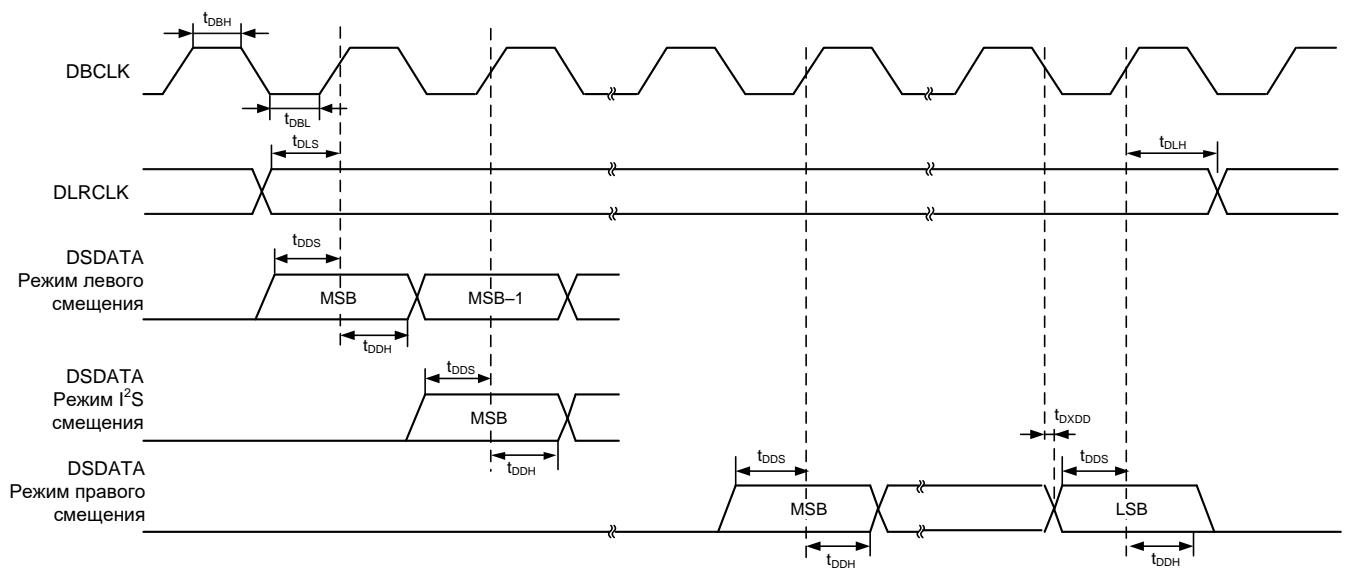 tDBH
DBCLK
tDBL
tDLS
tDLH
DLRCLK
DSDATA
Режим левого
смещения
tDDS
MSB
MSB–1
tDDH
DSDATA
Режим I²S
смещения
tDDS
MSB
tDDH
tDXDD
DSDATA
Режим правого
смещения
tDDS
tDDS
MSB
LSB
tDDH
tDDH